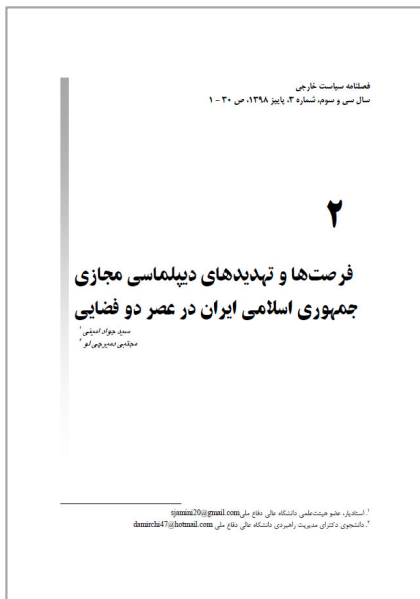 فصلنامه سیاست خارجی
سال سی و سوم، شماره ۳، پاییز ۱۳۹۸، ص ۳۰ - ۱
۲
فرصت‌ها و تهدیدهای دیپلماسی مجازی
جمهوری اسلامی ایران در عصر دو فضایی
سید جواد امینی ۱
مجتبی دمیرچی لو ۲
۱. استادیار، عضو هیئت‌علمی دانشگاه عالی دفاع ملی sjamini20@gmail.com
۲. دانشجوی دکترای مدیریت راهبردی دانشگاه عالی دفاع ملی damirchi47@hotmail.com